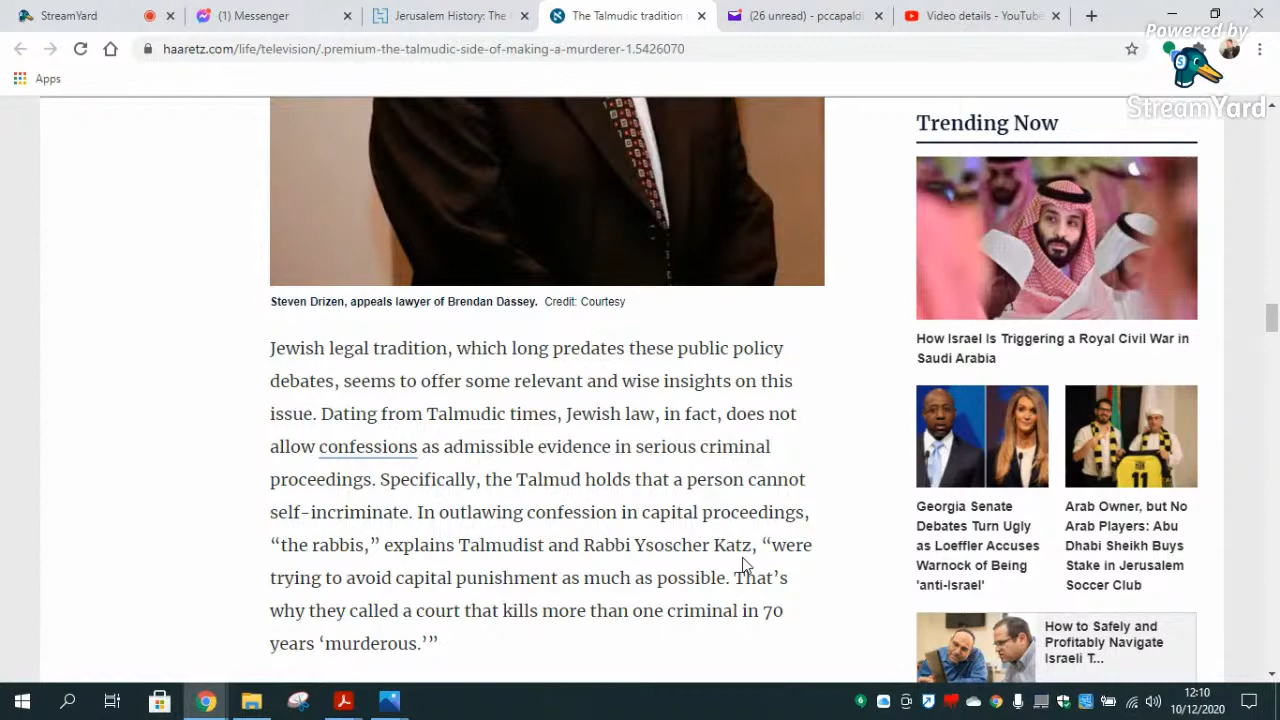 StreamYard
(1) Messenger
Jerusalem History: The
The Talmudic tradition
(26 unread) - pccapaldi
Video details - YouTube
haaretz.com/life/television/.premium-the-talmudic-side-of-making-a-murderer-1.5426070
Powered by
StreamYard
Apps
Trending Now
Steven Drizen, appeals lawyer of Brendan Dassey. Credit: Courtesy
Jewish legal tradition, which long predates these public policy
debates, seems to offer some relevant and wise insights on this
issue. Dating from Talmudic times, Jewish law, in fact, does not
allow confessions as admissible evidence in serious criminal
proceedings. Specifically, the Talmud holds that a person cannot
self-incriminate. In outlawing confession in capital proceedings,
“the rabbis,” explains Talmudist and Rabbi Ysoscher Katz, “were
trying to avoid capital punishment as much as possible. That’s
why they called a court that kills more than one criminal in 70
years ‘murderous.’”
How Israel Is Triggering a Royal Civil War in
Saudi Arabia
Georgia Senate
Debates Turn Ugly
as Loeffler Accuses
Warnock of Being
'anti-Israel'
Arab Owner, but No
Arab Players: Abu
Dhabi Sheikh Buys
Stake in Jerusalem
Soccer Club
11
How to Safely and
Profitably Navigate
Israeli T...
12:10
10/12/2020